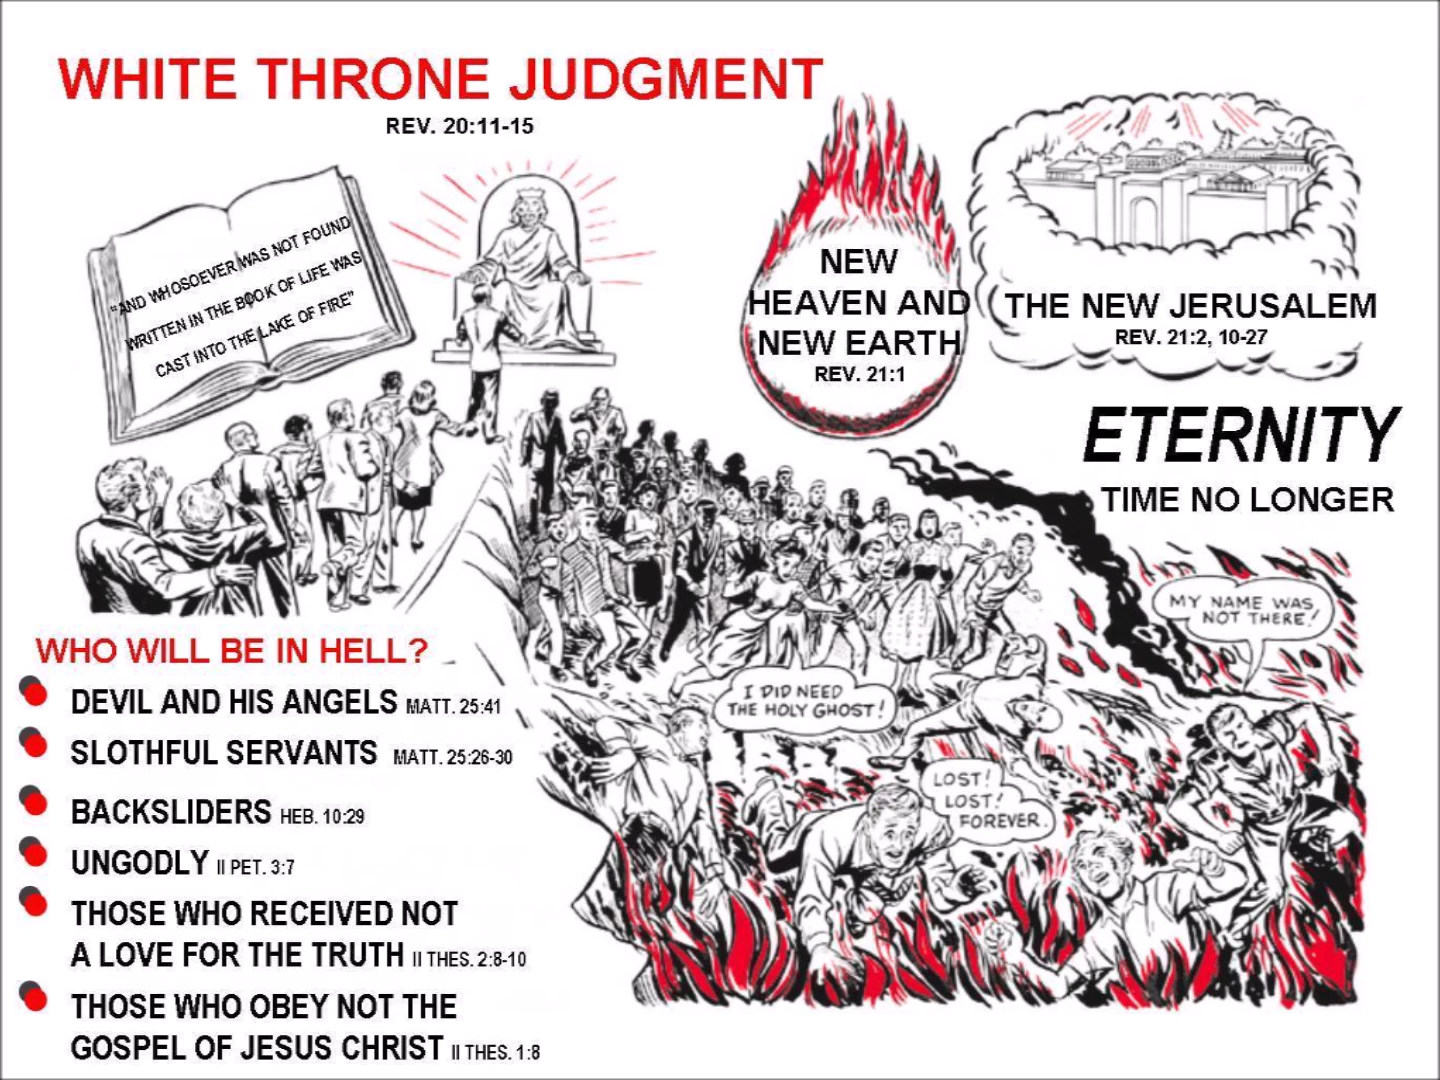 WHITE THRONE JUDGMENT
REV. 20:11-15
"AND WHOSOEVER WAS NOT FOUND
WRITTEN IN THE BOOK OF LIFE WAS
CAST INTO THE LAKE OF FIRE"
NEW
HEAVEN AND
NEW EARTH
REV. 21:1
THE NEW JERUSALEM
REV. 21:2, 10-27
ETERNITY
TIME NO LONGER
MY NAME WAS
NOT THERE!
I DID NEED
THE HOLY GHOST!
LOST!
LOST!
FOREVER.
WHO WILL BE IN HELL?
DEVIL AND HIS ANGELS MATT. 25:41
SLOTHFUL SERVANTS MATT. 25:26-30
BACKSLIDERS HEB. 10:29
UNGODLY II PET. 3:7
THOSE WHO RECEIVED NOT
A LOVE FOR THE TRUTH II THES. 2:8-10
THOSE WHO OBEY NOT THE
GOSPEL OF JESUS CHRIST II THES. 1:8